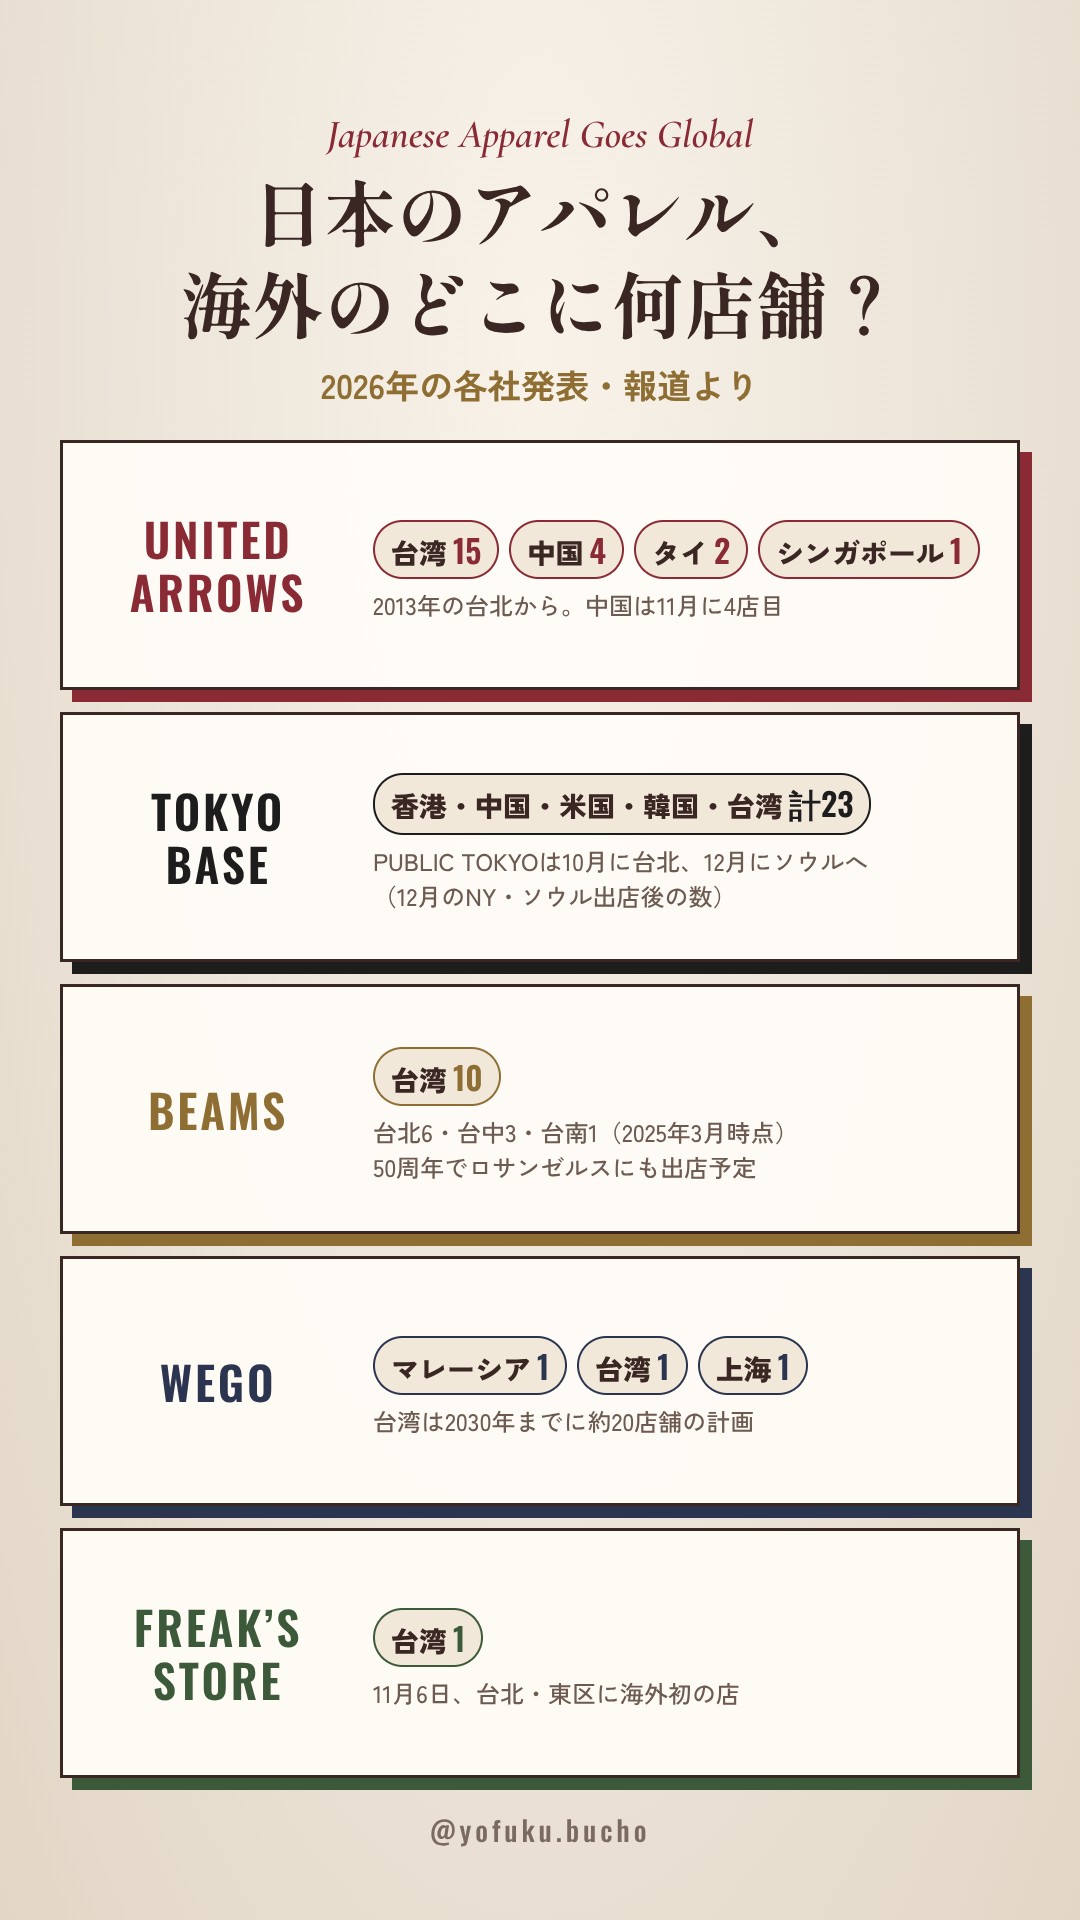 Japanese Apparel Goes Global
日本のアパレル、
海外のどこに何店舗？
2026年の各社発表・報道より
UNITED
ARROWS
台湾 15 中国 4 タイ 2 シンガポール 1
2013年の台北から。中国は11月に4店目
TOKYO
BASE
香港・中国・米国・韓国・台湾 計23
PUBLIC TOKYOは10月に台北、12月にソウルへ
（12月のNY・ソウル出店後の数）
BEAMS
台湾 10
台北6・台中3・台南1（2025年3月時点）
50周年でロサンゼルスにも出店予定
WEGO
マレーシア 1 台湾 1 上海 1
台湾は2030年までに約20店舗の計画
FREAK’S
STORE
台湾 1
11月6日、台北・東区に海外初の店
@yofuku.bucho